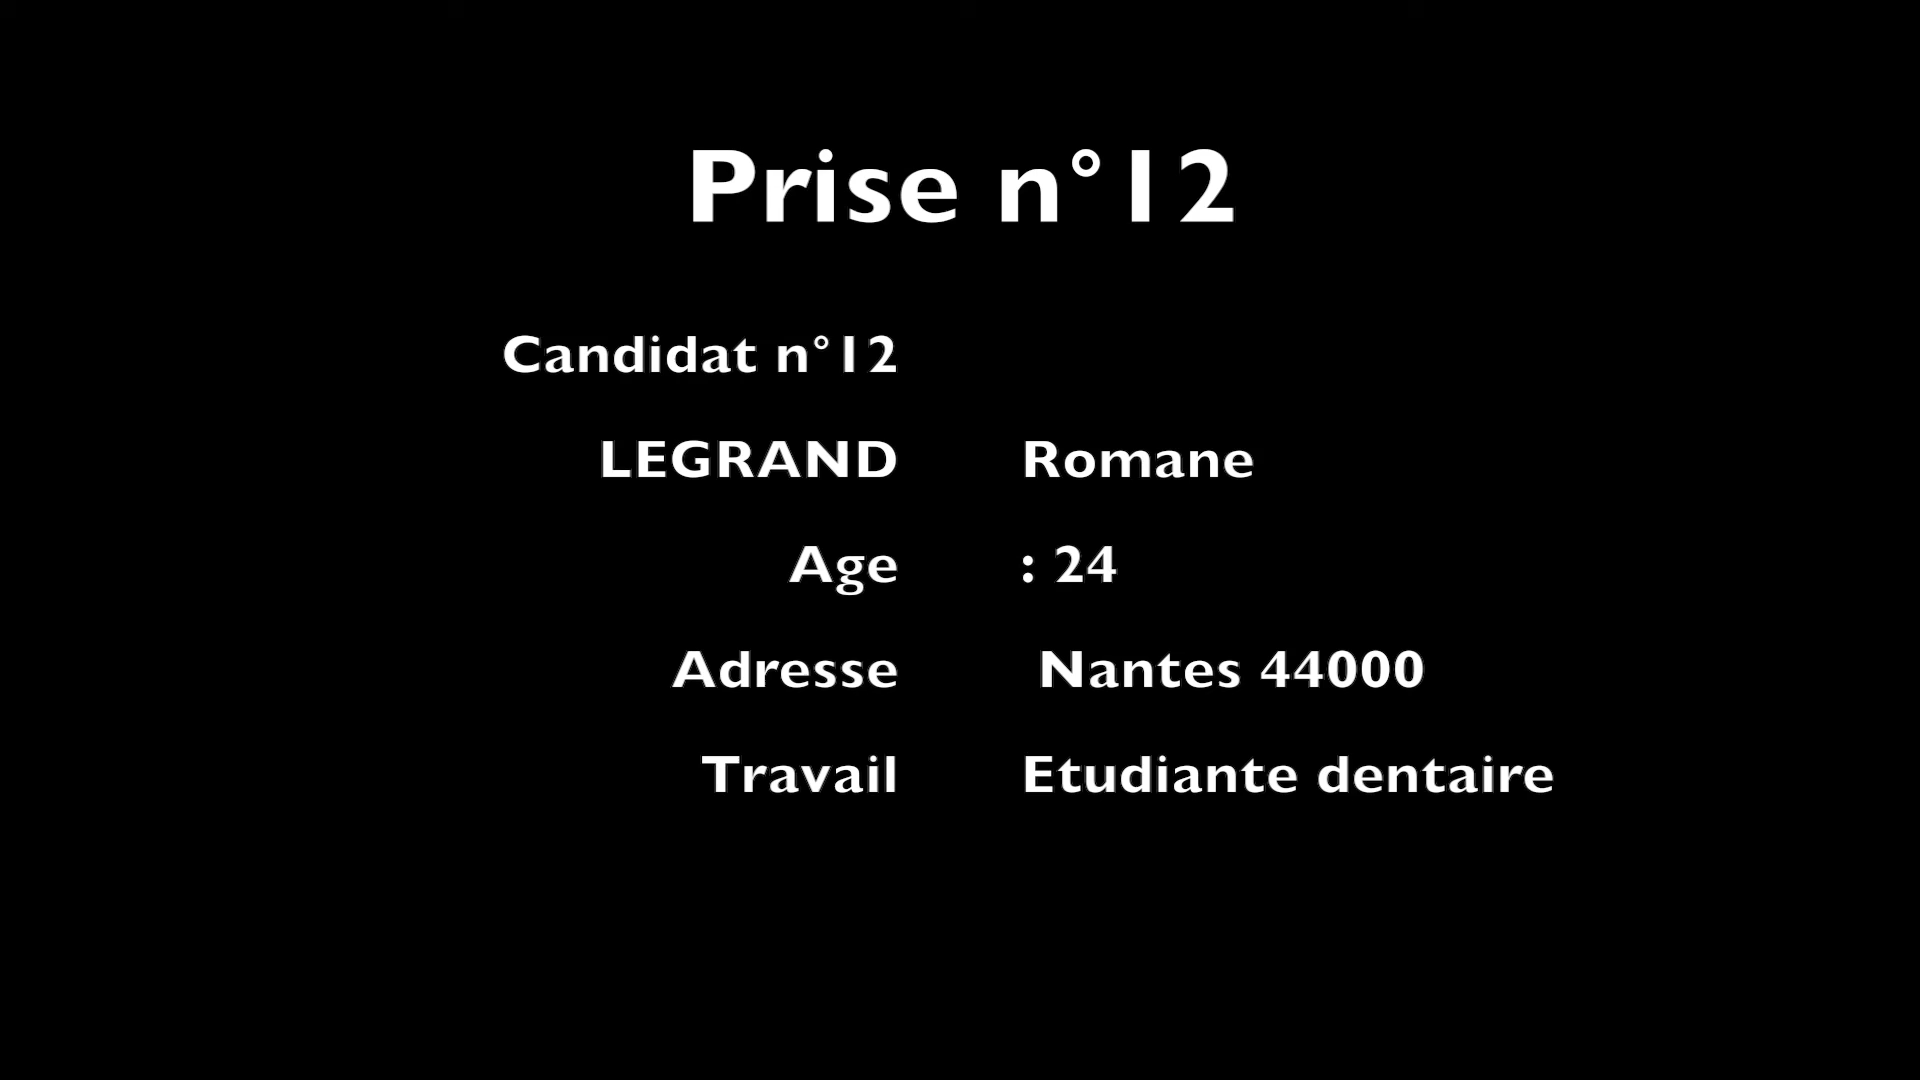 Prise n°12
Candidat n°12
LEGRAND Romane
Age : 24
Adresse Nantes 44000
Travail Etudiante dentaire